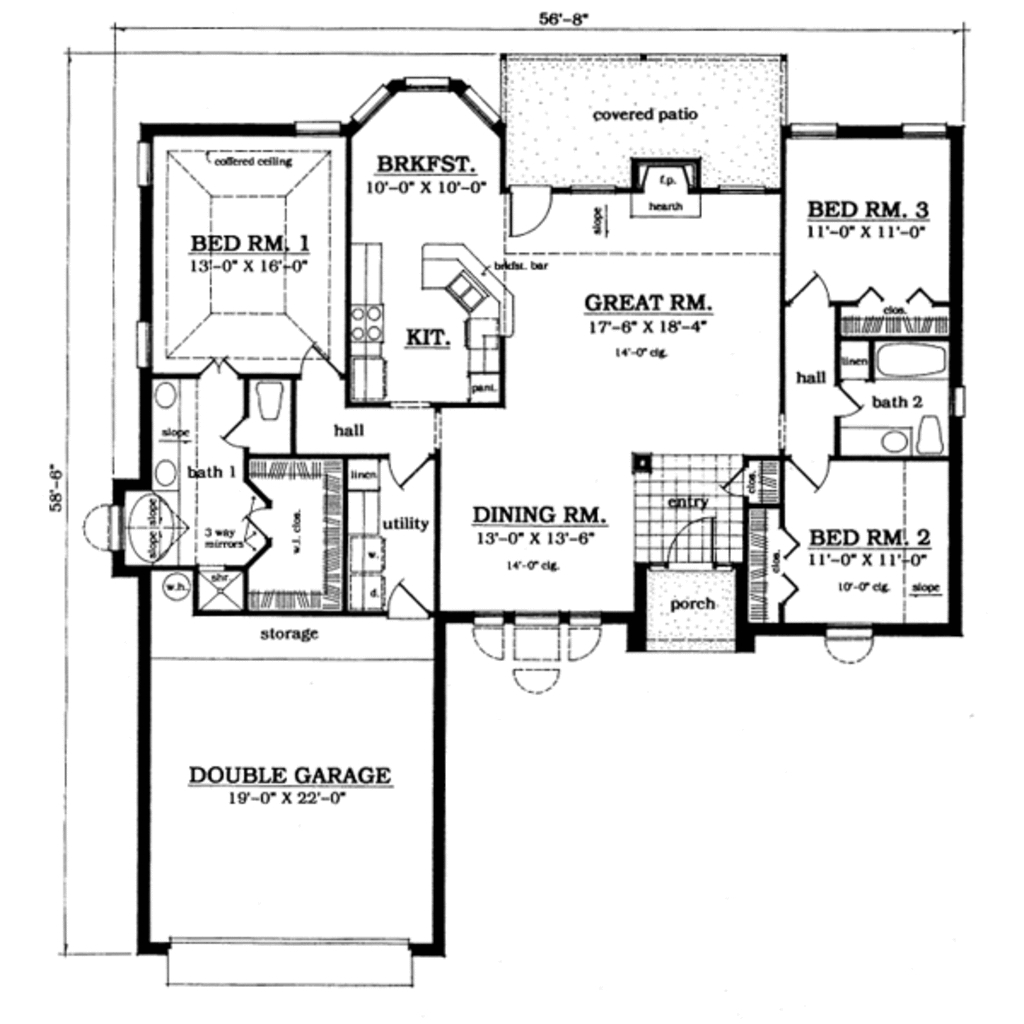 56'-8"
58'-6"
covered patio
coffered ceiling
BRKFST.
10'-0" X 10'-0"
f.p.
hearth
slope
BED RM. 3
11'-0" X 11'-0"
BED RM. 1
13'-0" X 16'-0"
brkfst. bar
GREAT RM.
17'-6" X 18'-4"
14'-0" clg.
clos.
KIT.
linen
pant.
hall
bath 2
slope
hall
bath 1
linen
clos.
entry
slope
slope
3 way
mirrors
w.i. clos.
utility
DINING RM.
13'-0" X 13'-6"
14'-0" clg.
clos.
BED RM. 2
11'-0" X 11'-0"
10'-0" clg.
slope
w.
d.
w.h.
shr.
porch
storage
DOUBLE GARAGE
19'-0" X 22'-0"